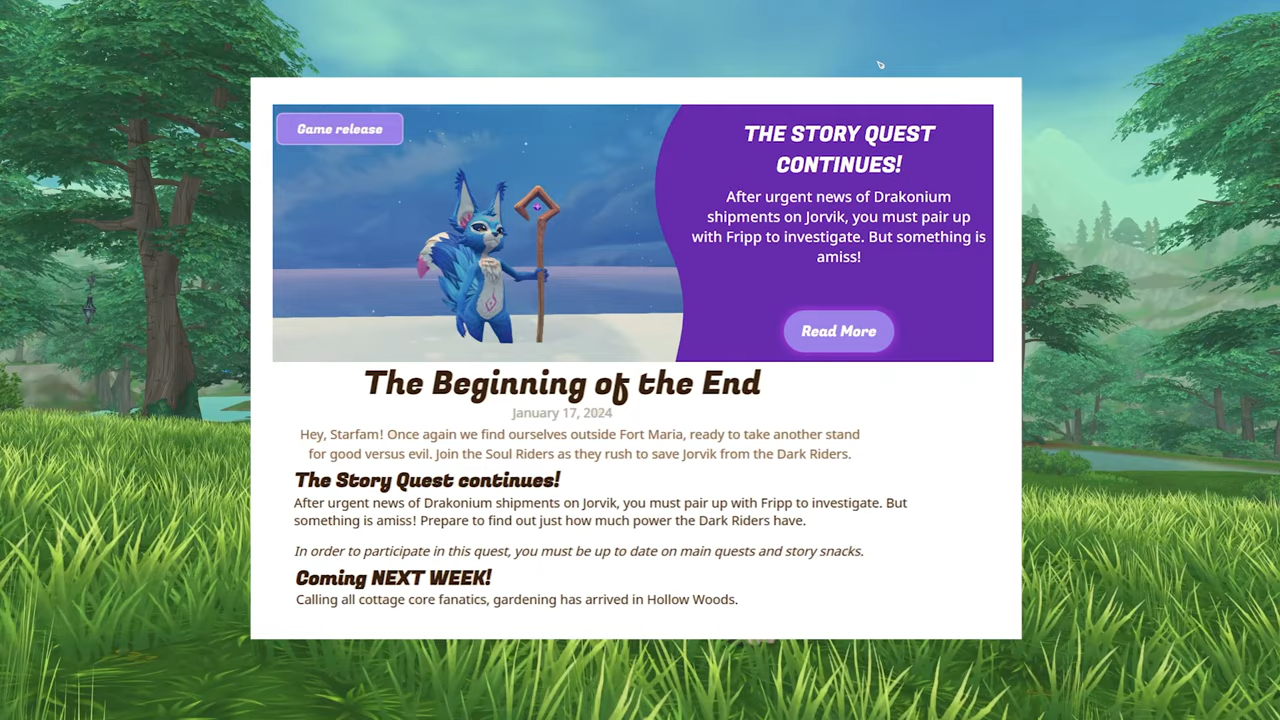 Game release
THE STORY QUEST
CONTINUES!
After urgent news of Drakonium
shipments on Jorvik, you must pair up
with Fripp to investigate. But something is
amiss!
Read More
The Beginning of the End
January 17, 2024
Hey, Starfam! Once again we find ourselves outside Fort Maria, ready to take another stand
for good versus evil. Join the Soul Riders as they rush to save Jorvik from the Dark Riders.
The Story Quest continues!
After urgent news of Drakonium shipments on Jorvik, you must pair up with Fripp to investigate. But
something is amiss! Prepare to find out just how much power the Dark Riders have.
In order to participate in this quest, you must be up to date on main quests and story snacks.
Coming NEXT WEEK!
Calling all cottage core fanatics, gardening has arrived in Hollow Woods.